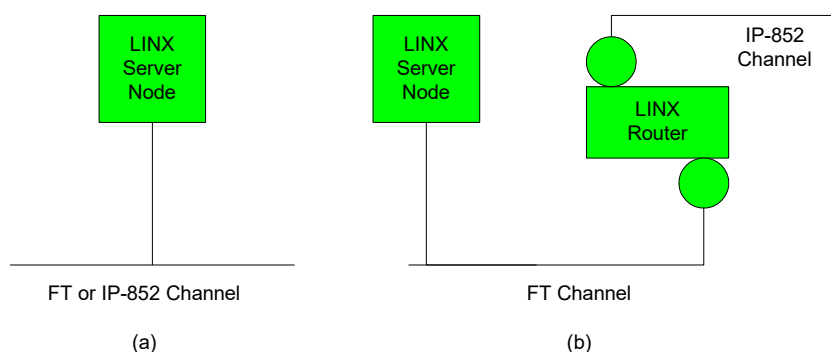 LINX
Server
Node
FT or IP-852 Channel
(a)
LINX
Server
Node
IP-852
Channel
LINX
Router
FT Channel
(b)